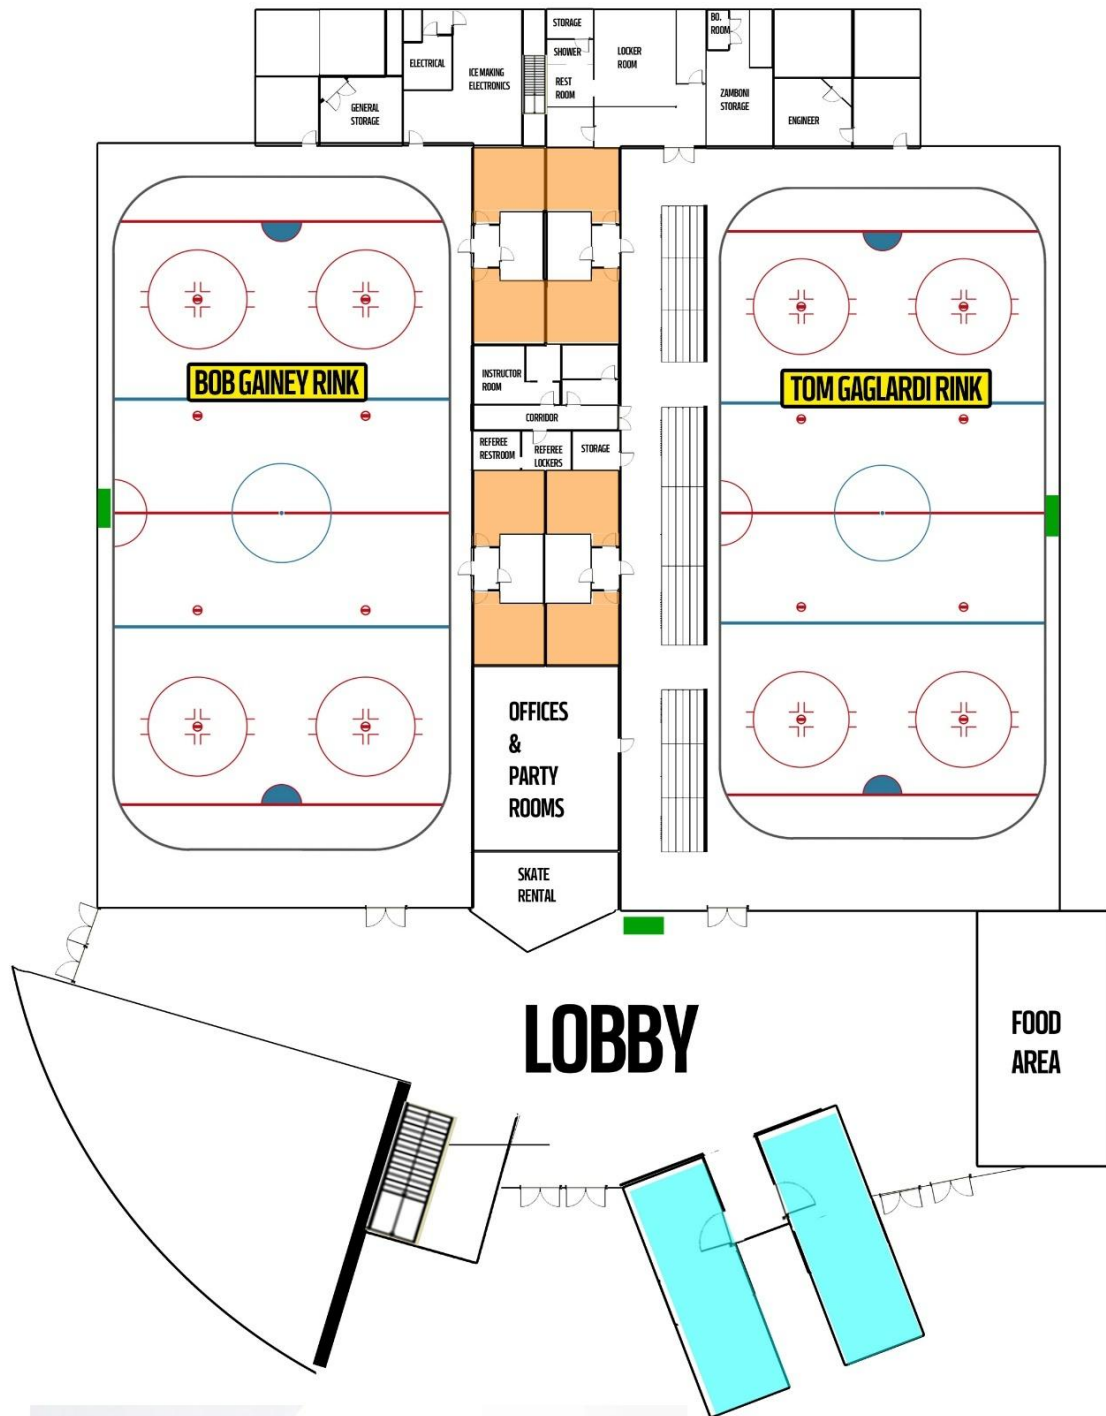 STORAGE
SHOWER
REST
ROOM
LOCKER
ROOM
BO.
ROOM
ELECTRICAL
ICE MAKING
ELECTRONICS
GENERAL
STORAGE
ZAMBONI
STORAGE
ENGINEER
BOB GAINEY RINK
TOM GAGLARDI RINK
INSTRUCTOR
ROOM
CORRIDOR
REFEREE
RESTROOM
REFEREE
LOCKERS
STORAGE
OFFICES
&
PARTY
ROOMS
SKATE
RENTAL
LOBBY
FOOD
AREA